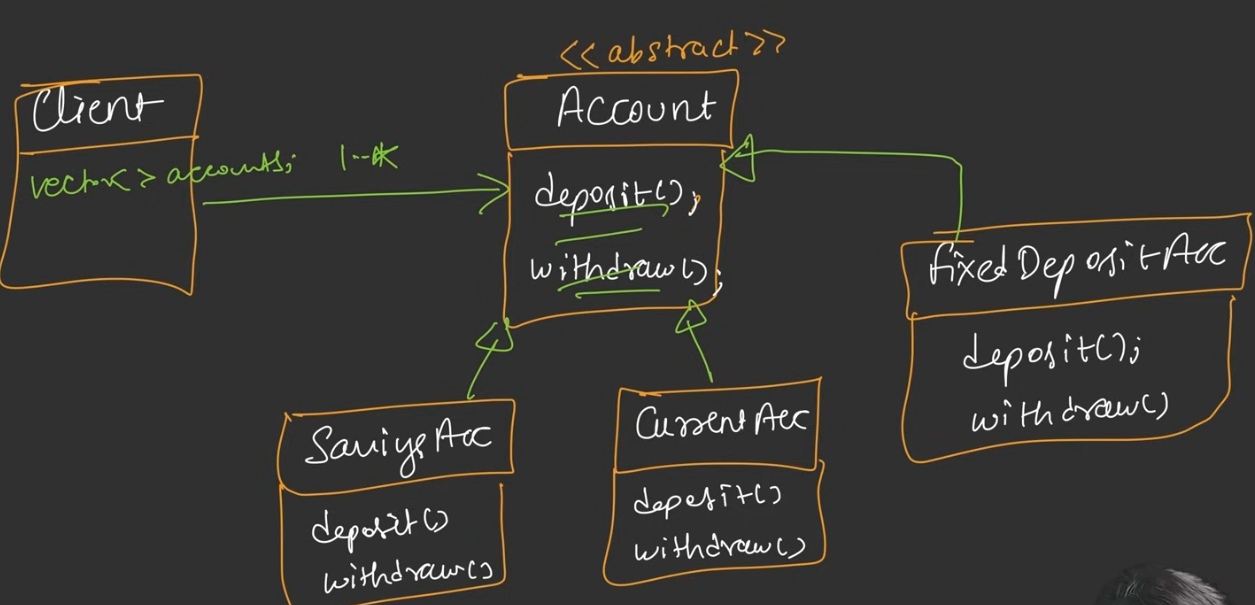 <<abstract>>
Client
vector<> accounts; 1--*
Account
deposit();
withdraw();
SavingsAcc
deposit()
withdraw()
CurrentAcc
deposit()
withdraw()
FixedDepositAcc
deposit();
withdraw()